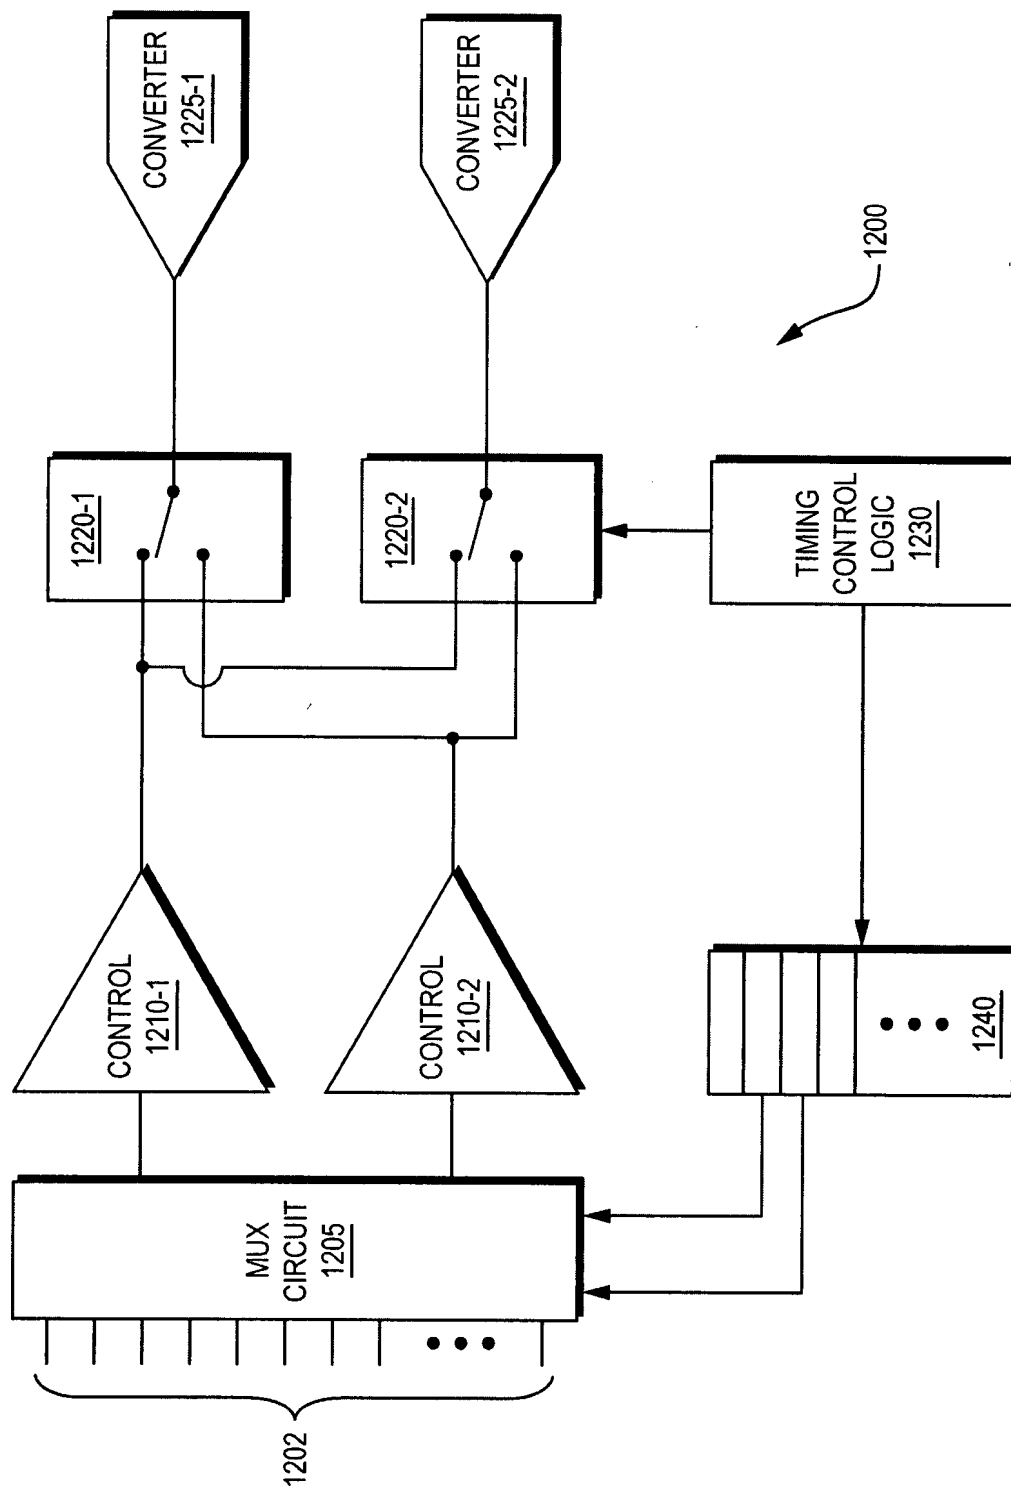 1202
MUX
CIRCUIT
1205
CONTROL
1210-1
CONTROL
1210-2
1220-1
1220-2
CONVERTER
1225-1
CONVERTER
1225-2
TIMING
CONTROL
LOGIC
1230
1240
1200